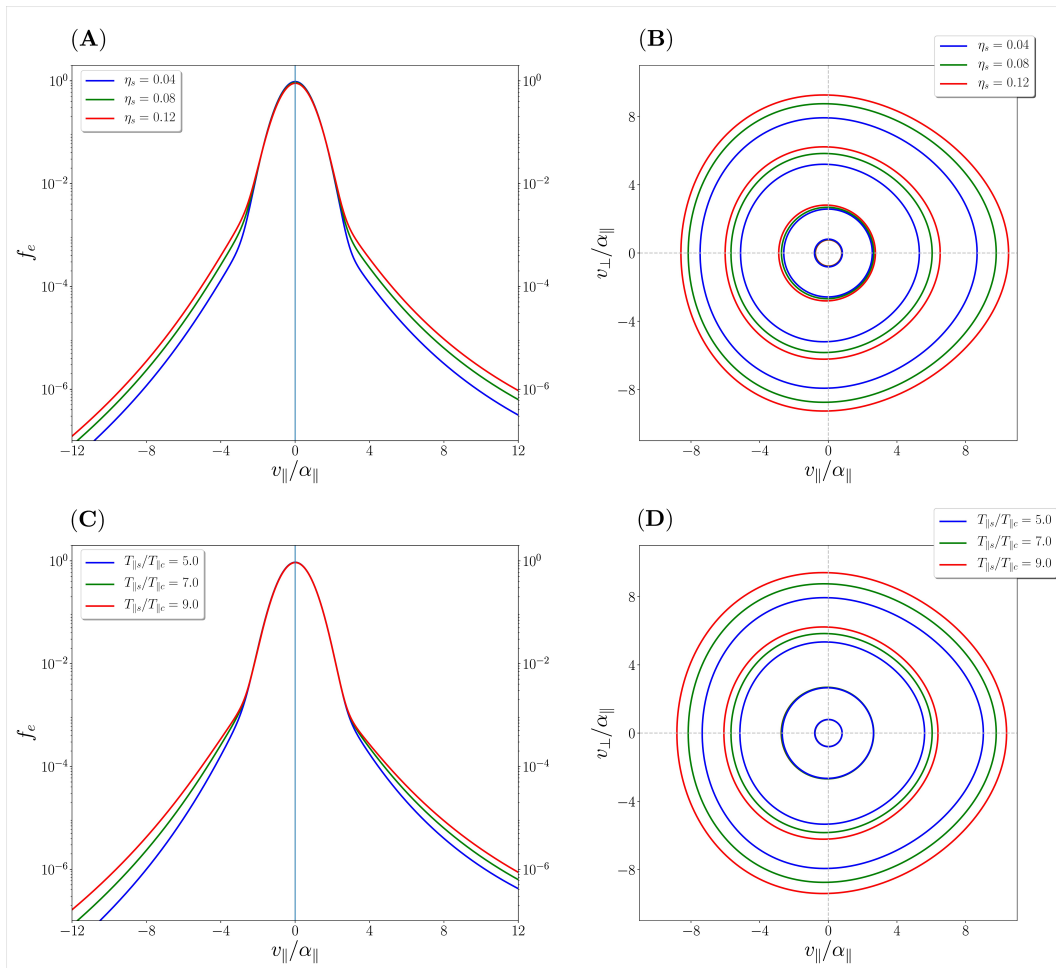 (A)
η_s = 0.04
η_s = 0.08
η_s = 0.12
10^0
10^−2
10^−4
10^−6
10^0
10^−2
10^−4
10^−6
f_e
−12 −8 −4 0 4 8 12
v_∥/α_∥
(B)
η_s = 0.04
η_s = 0.08
η_s = 0.12
8
4
0
−4
−8
v_⊥/α_∥
−8 −4 0 4 8
v_∥/α_∥
(C)
T_∥s/T_∥c = 5.0
T_∥s/T_∥c = 7.0
T_∥s/T_∥c = 9.0
10^0
10^−2
10^−4
10^−6
10^0
10^−2
10^−4
10^−6
f_e
−12 −8 −4 0 4 8 12
v_∥/α_∥
(D)
T_∥s/T_∥c = 5.0
T_∥s/T_∥c = 7.0
T_∥s/T_∥c = 9.0
8
4
0
−4
−8
v_⊥/α_∥
−8 −4 0 4 8
v_∥/α_∥